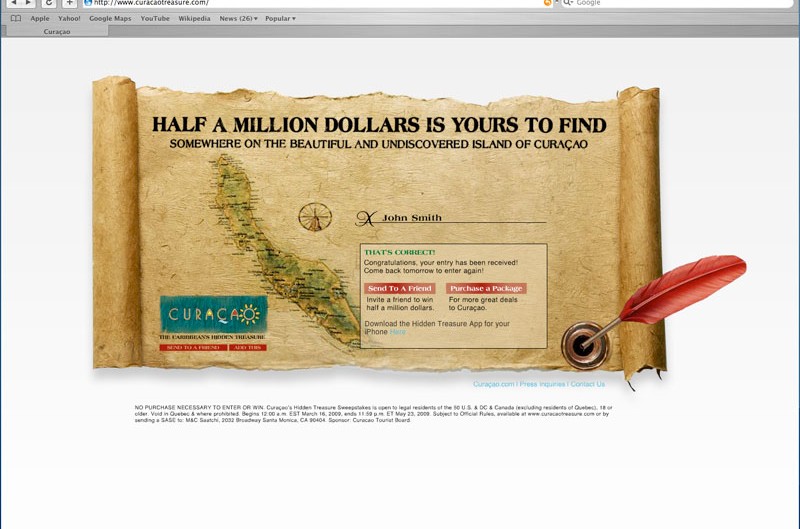 http://www.curacaotreasure.com/
Google
Apple Yahoo! Google Maps YouTube Wikipedia News (26) Popular
Curaçao
HALF A MILLION DOLLARS IS YOURS TO FIND
SOMEWHERE ON THE BEAUTIFUL AND UNDISCOVERED ISLAND OF CURAÇAO
X John Smith
THAT'S CORRECT!
Congratulations, your entry has been received!
Come back tomorrow to enter again!
Send To A Friend Purchase a Package
Invite a friend to win For more great deals
half a million dollars. to Curaçao.
Download the Hidden Treasure App for your
iPhone Here
CURAÇAO
THE CARIBBEAN'S HIDDEN TREASURE
SEND TO A FRIEND ADD THIS
Curaçao.com | Press Inquiries | Contact Us
NO PURCHASE NECESSARY TO ENTER OR WIN. Curaçao's Hidden Treasure Sweepstakes is open to legal residents of the 50 U.S. & DC & Canada (excluding residents of Quebec), 18 or
older. Void in Quebec & where prohibited. Begins 12:00 a.m. EST March 16, 2009, ends 11:59 p.m. ET May 23, 2009. Subject to Official Rules, available at www.curacaotreasure.com or by
sending a SASE to: M&C Saatchi, 2032 Broadway Santa Monica, CA 90404. Sponsor: Curacao Tourist Board.